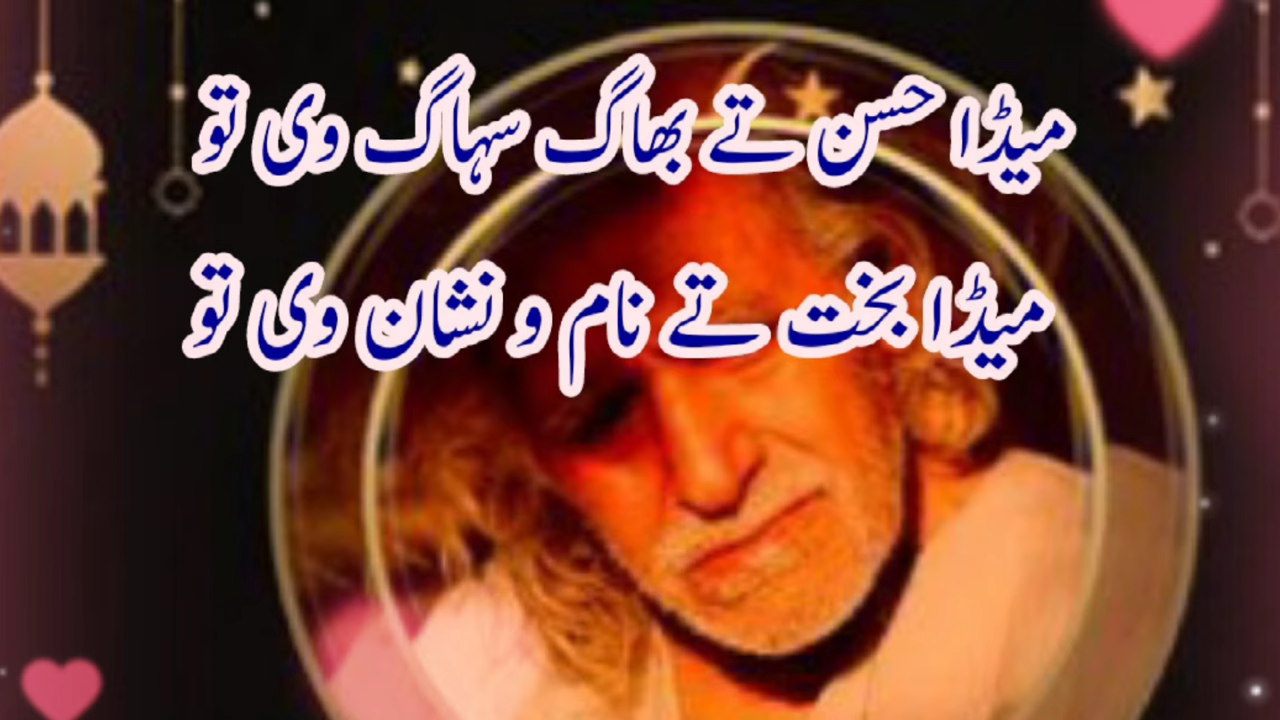 میڈا حسن تے بھاگ سہاگ وی تو
میڈا بخت تے نام و نشان وی تو